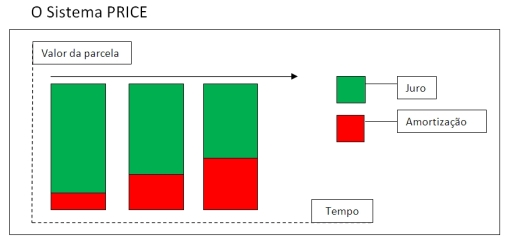 O Sistema PRICE
Valor da parcela
Juro
Amortização
Tempo